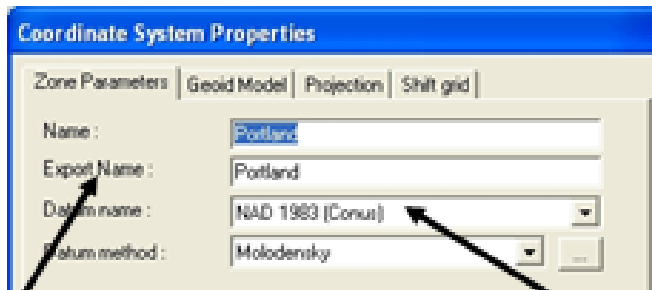 Coordinate System Properties
Zone Parameters Geoid Model Projection Shift grid
Name : Portland
Export Name : Portland
Datum name : NAD 1983 (Conus)
Datum method : Molodensky ...